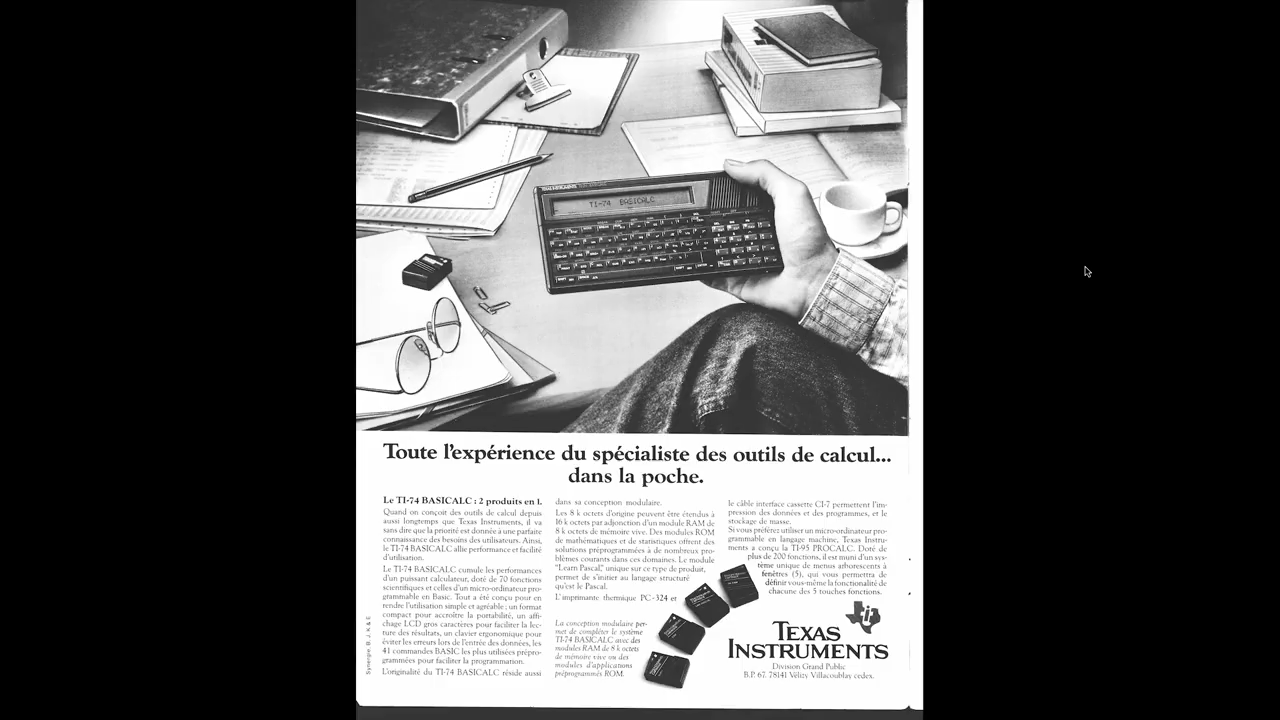 TEXAS INSTRUMENTS
TI-74 BASICALC
Toute l'expérience du spécialiste des outils de calcul...
dans la poche.
Le TI-74 BASICALC : 2 produits en 1.
Quand on conçoit des outils de calcul depuis
aussi longtemps que Texas Instruments, il va
sans dire que la priorité est donnée à une parfaite
connaissance des besoins des utilisateurs. Ainsi,
le TI-74 BASICALC allie performance et facilité
d'utilisation.
Le TI-74 BASICALC cumule les performances
d'un puissant calculateur, doté de 70 fonctions
scientifiques et celles d'un micro-ordinateur pro-
grammable en Basic. Tout a été conçu pour en
rendre l'utilisation simple et agréable ; un format
compact pour accroître la portabilité, un affi-
chage LCD gros caractères pour faciliter la lec-
ture des résultats, un clavier ergonomique pour
éviter les erreurs lors de l'entrée des données, les
41 commandes BASIC les plus utilisées prépro-
grammées pour faciliter la programmation.
L'originalité du TI-74 BASICALC réside aussi
dans sa conception modulaire.
Les 8 k octets d'origine peuvent être étendus à
16 k octets par adjonction d'un module RAM de
8 k octets de mémoire vive. Des modules ROM
de mathématiques et de statistiques offrent des
solutions préprogrammées à de nombreux pro-
blèmes courants dans ces domaines. Le module
"Learn Pascal," unique sur ce type de produit,
permet de s'initier au langage structuré
qu'est le Pascal.
L'imprimante thermique PC-324 et
La conception modulaire per-
met de compléter le système
TI-74 BASICALC avec des
modules RAM de 8 k octets
de mémoire vive ou des
modules d'applications
préprogrammés ROM.
le câble interface cassette CI-7 permettent l'im-
pression des données et des programmes, et le
stockage de masse.
Si vous préférez utiliser un micro-ordinateur pro-
grammable en langage machine, Texas Instru-
ments a conçu la TI-95 PROCALC. Doté de
plus de 200 fonctions, il est muni d'un sys-
tème unique de menus arborescents à
fenêtres (5), qui vous permettra de
définir vous-même la fonctionalité de
chacune des 5 touches fonctions.
TEXAS
INSTRUMENTS
Division Grand Public
B.P. 67. 78141 Vélizy Villacoublay cedex.
Synergie. B. J. K. & E